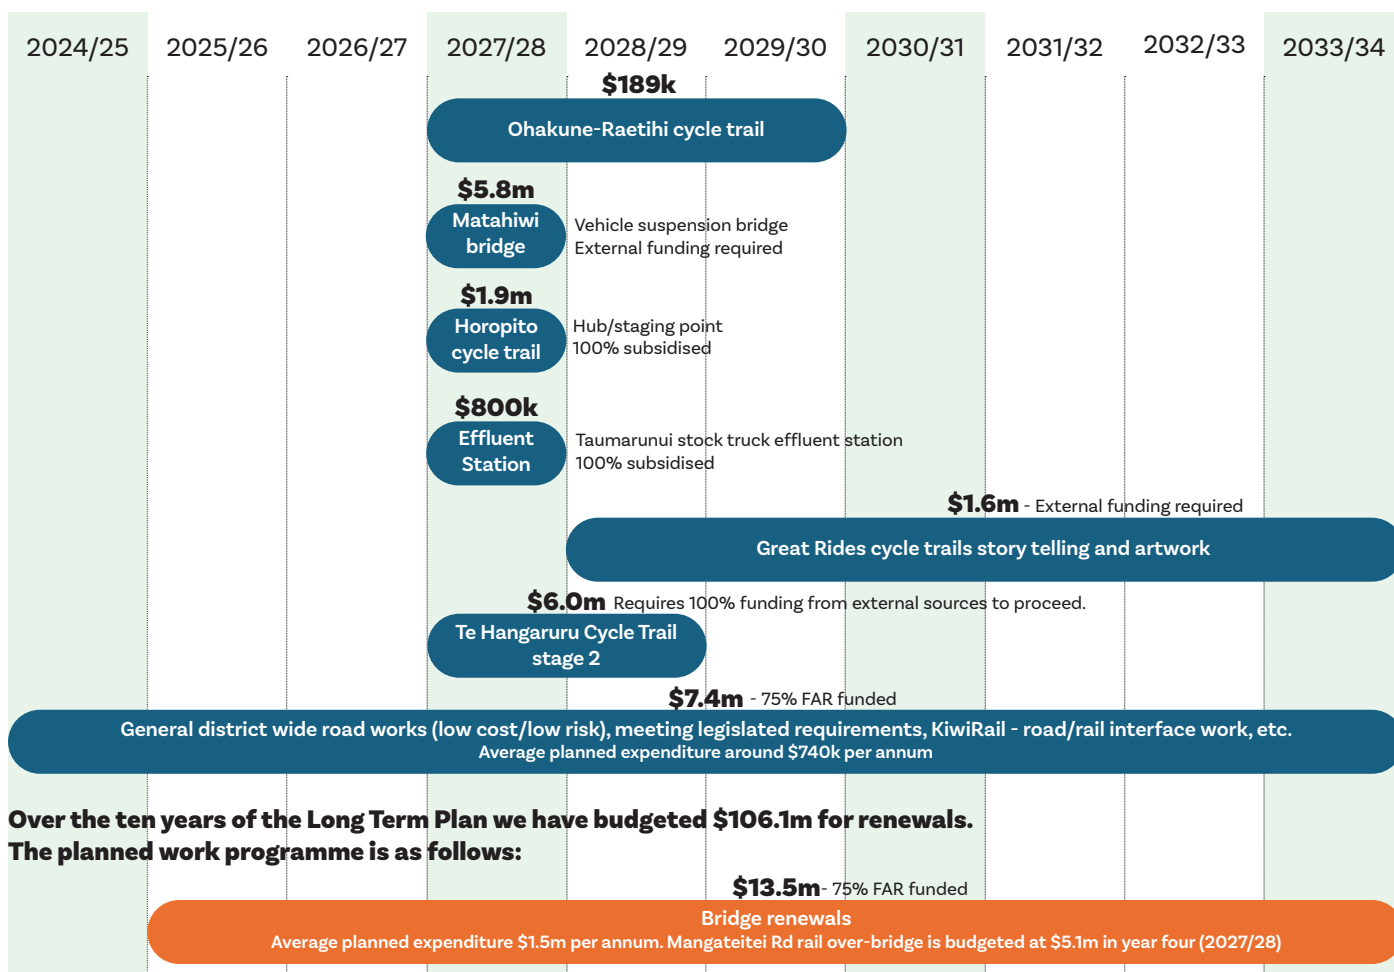 2024/25 2025/26 2026/27 2027/28 2028/29 2029/30 2030/31 2031/32 2032/33 2033/34
$189k
Ohakune-Raetihi cycle trail
$5.8m
Matahiwi
bridge
Vehicle suspension bridge
External funding required
$1.9m
Horopito
cycle trail
Hub/staging point
100% subsidised
$800k
Effluent
Station
Taumarunui stock truck effluent station
100% subsidised
$1.6m - External funding required
Great Rides cycle trails story telling and artwork
$6.0m Requires 100% funding from external sources to proceed.
Te Hangaruru Cycle Trail
stage 2
$7.4m - 75% FAR funded
General district wide road works (low cost/low risk), meeting legislated requirements, KiwiRail - road/rail interface work, etc.
Average planned expenditure around $740k per annum
Over the ten years of the Long Term Plan we have budgeted $106.1m for renewals.
The planned work programme is as follows:
$13.5m- 75% FAR funded
Bridge renewals
Average planned expenditure $1.5m per annum. Mangateitei Rd rail over-bridge is budgeted at $5.1m in year four (2027/28)